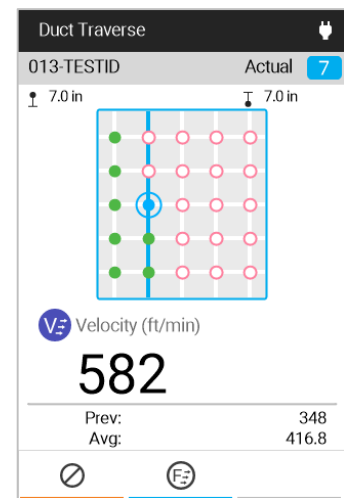 Duct Traverse
013-TESTID Actual 7
7.0 in 7.0 in
V Velocity (ft/min)
582
Prev: 348
Avg: 416.8
F